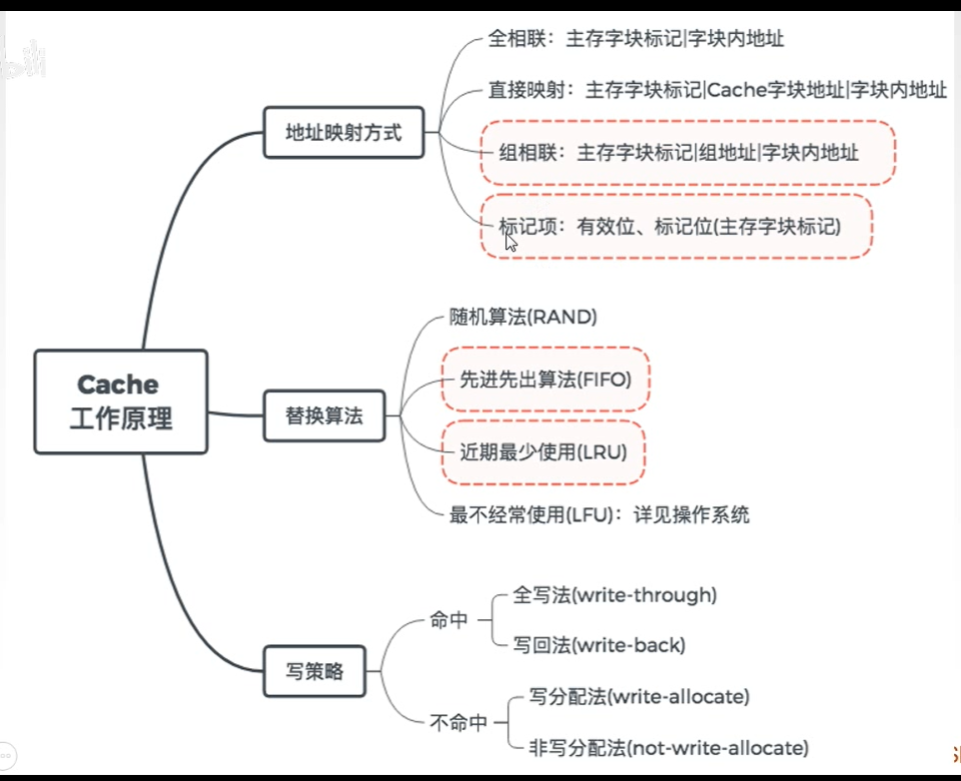 全相联：主存字块标记|字块内地址
直接映射：主存字块标记|Cache字块地址|字块内地址
地址映射方式
组相联：主存字块标记|组地址|字块内地址
标记项：有效位、标记位(主存字块标记)
随机算法(RAND)
先进先出算法(FIFO)
Cache
工作原理
替换算法
近期最少使用(LRU)
最不经常使用(LFU)：详见操作系统
全写法(write-through)
命中
写回法(write-back)
写策略
写分配法(write-allocate)
不命中
非写分配法(not-write-allocate)